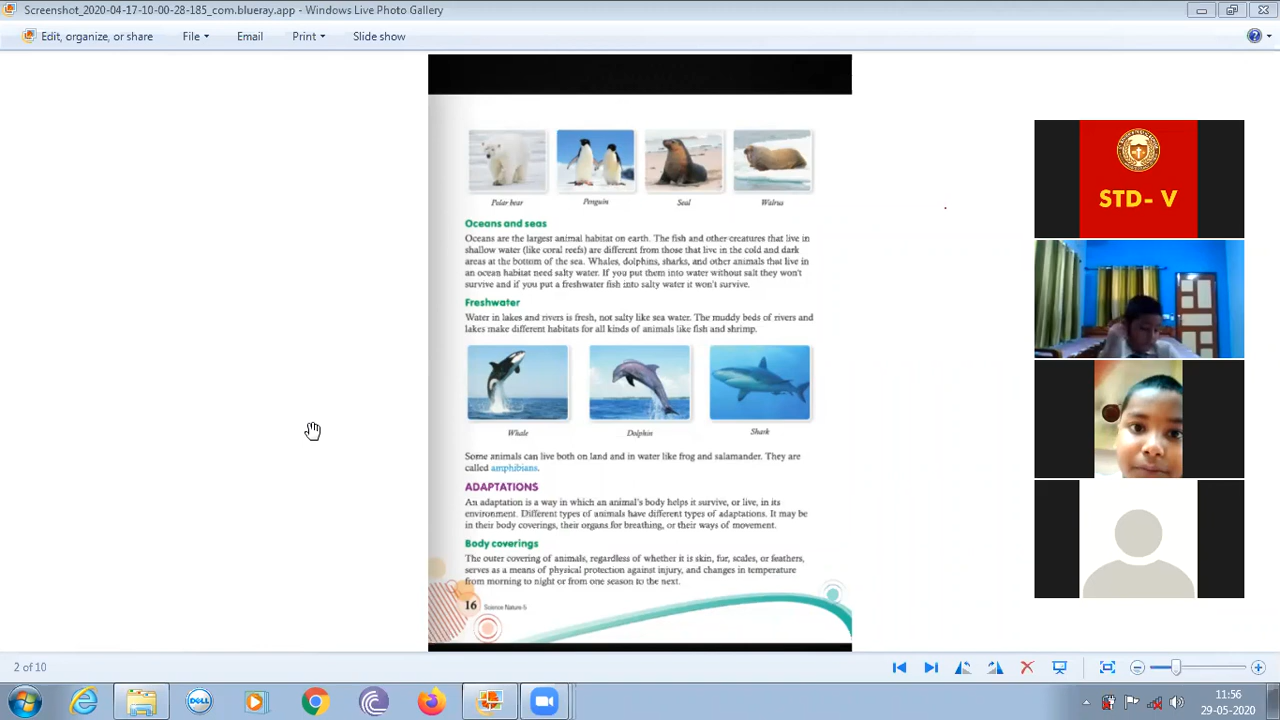 Screenshot_2020-04-17-10-00-28-185_com.blueray.app - Windows Live Photo Gallery
Edit, organize, or share File Email Print Slide show
Polar bear Penguin Seal Walrus
Oceans and seas
Oceans are the largest animal habitat on earth. The fish and other creatures that live in
shallow water (like coral reefs) are different from those that live in the cold and dark
areas at the bottom of the sea. Whales, dolphins, sharks, and other animals that live in
an ocean habitat need salty water. If you put them into water without salt they won't
survive and if you put a freshwater fish into salty water it won't survive.
Freshwater
Water in lakes and rivers is fresh, not salty like sea water. The muddy beds of rivers and
lakes make different habitats for all kinds of animals like fish and shrimp.
Whale Dolphin Shark
Some animals can live both on land and in water like frog and salamander. They are
called amphibians.
ADAPTATIONS
An adaptation is a way in which an animal's body helps it survive, or live, in its
environment. Different types of animals have different types of adaptations. It may be
in their body coverings, their organs for breathing, or their ways of movement.
Body coverings
The outer covering of animals, regardless of whether it is skin, fur, scales, or feathers,
serves as a means of physical protection against injury, and changes in temperature
from morning to night or from one season to the next.
16 Science Nature-5
STD- V
2 of 10
DELL
11:56
29-05-2020